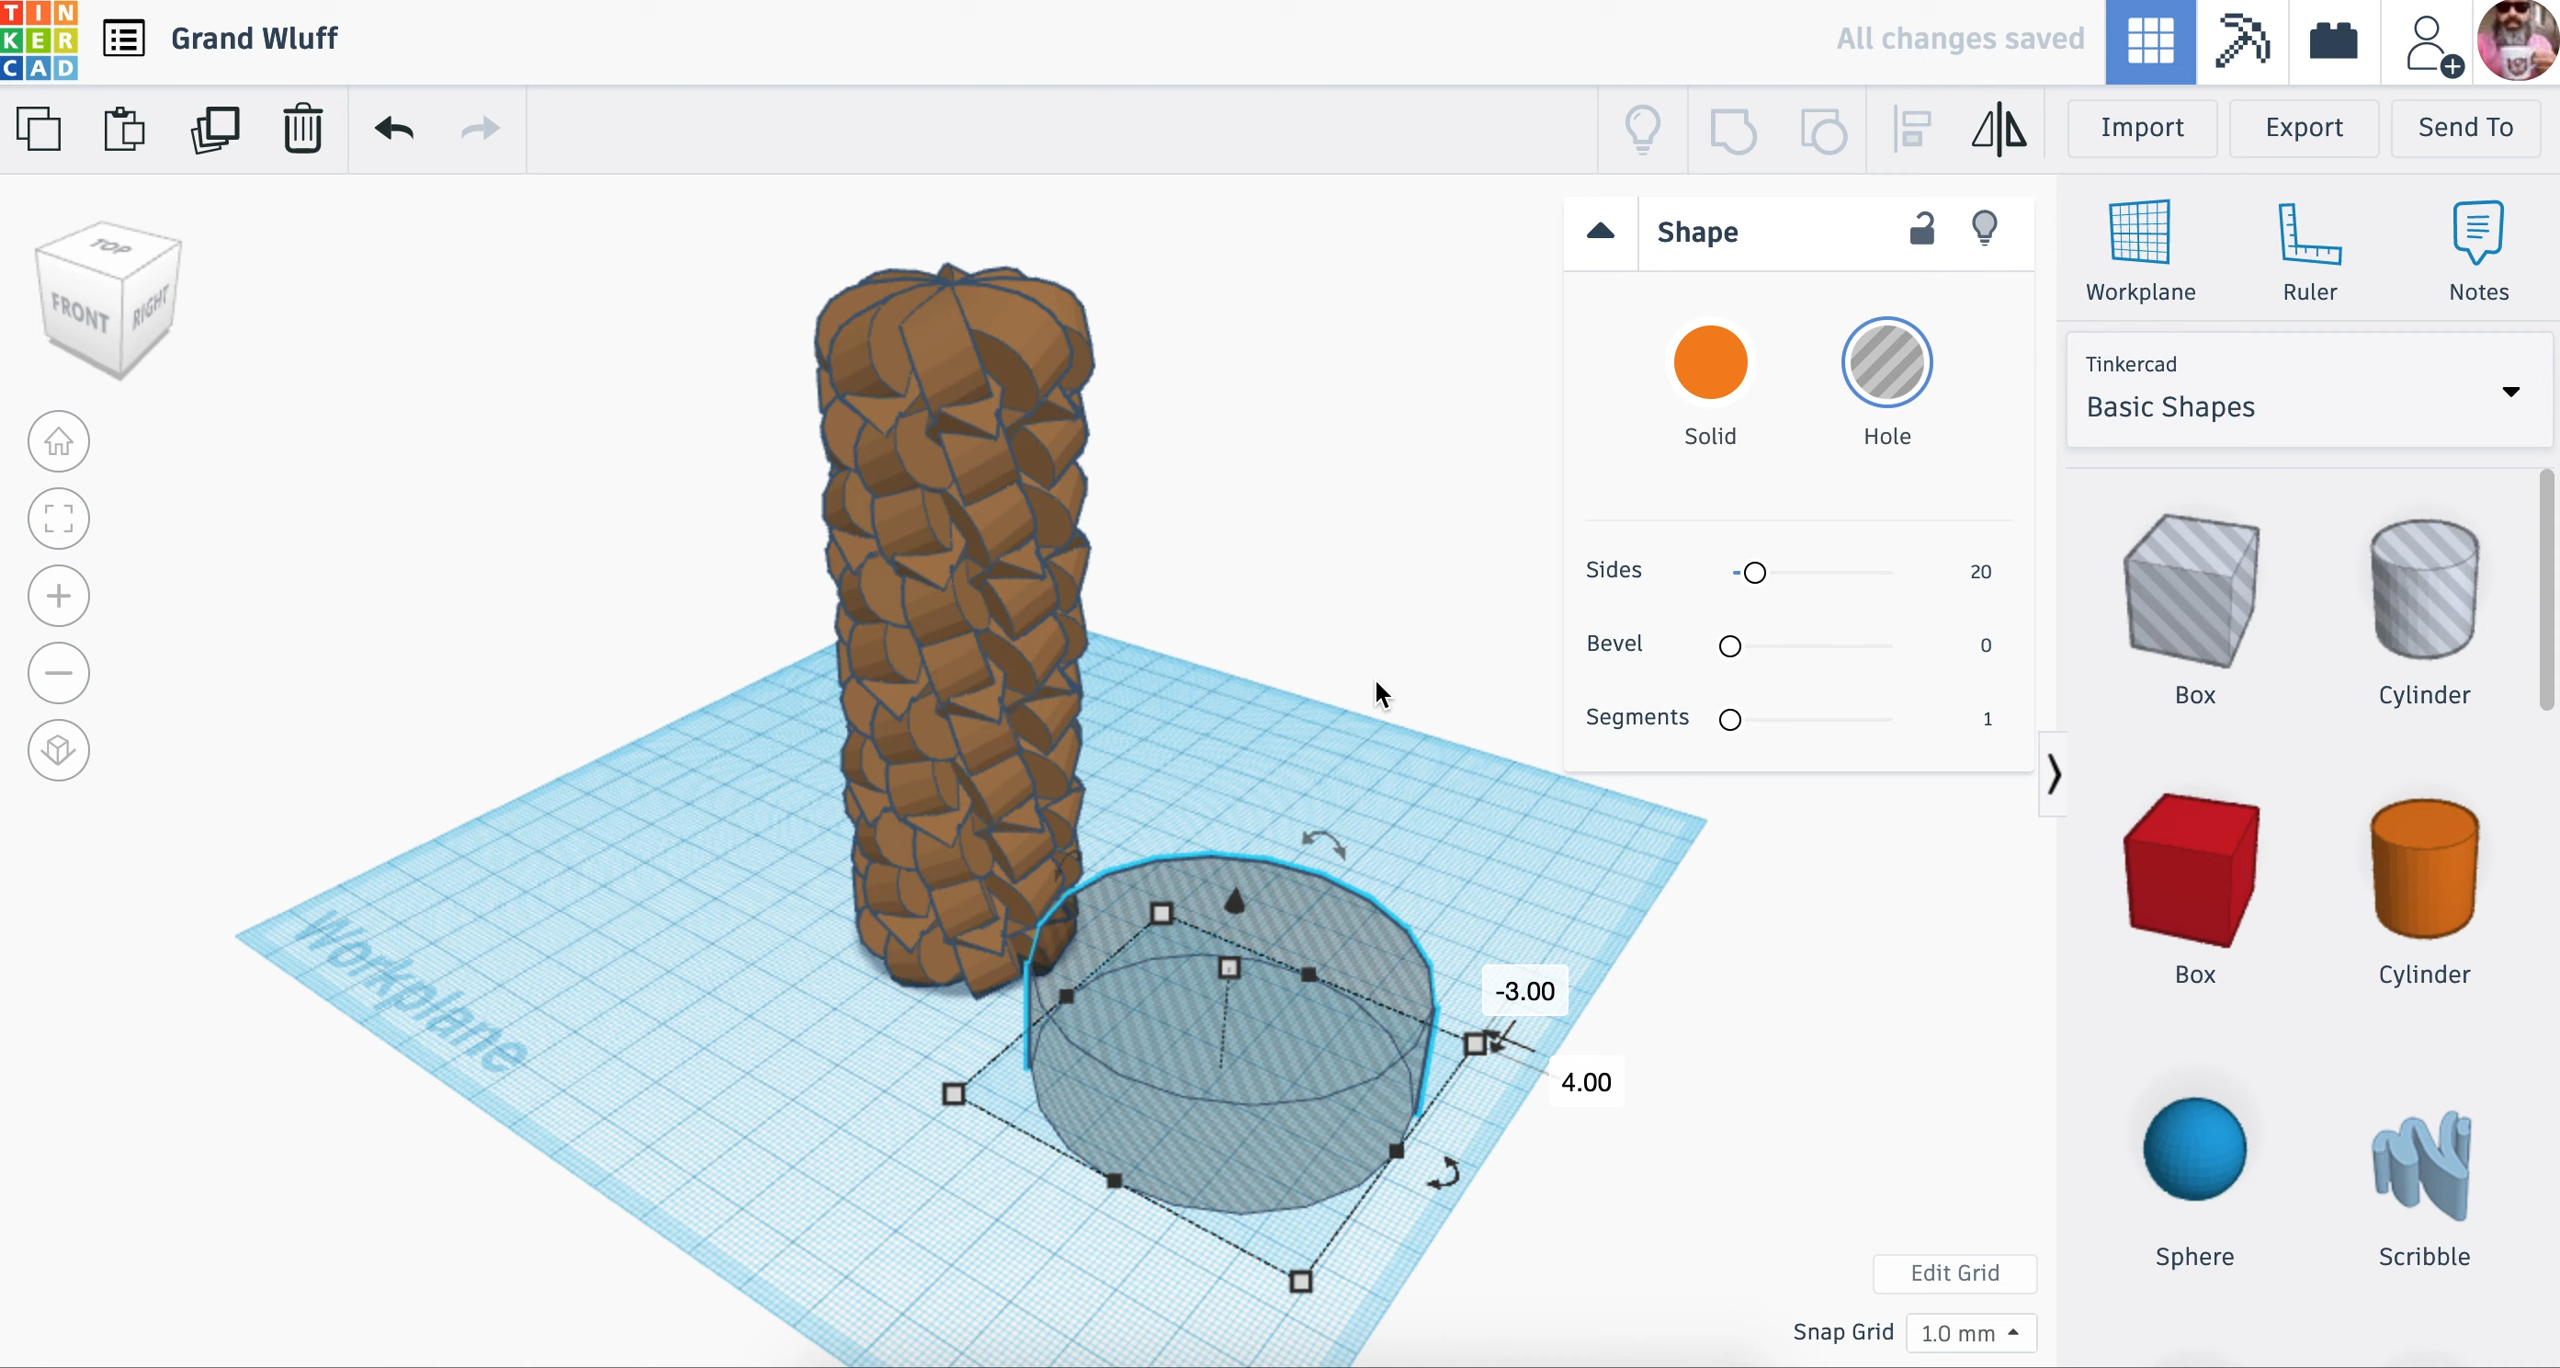 TIN
KER
CAD
Grand Wluff
All changes saved
Import
Export
Send To
TOP
FRONT
RIGHT
Shape
Solid
Hole
Sides
20
Bevel
0
Segments
1
Workplane
Ruler
Notes
Tinkercad
Basic Shapes
Box
Cylinder
Box
Cylinder
Sphere
Scribble
Workplane
-3.00
4.00
Edit Grid
Snap Grid
1.0 mm